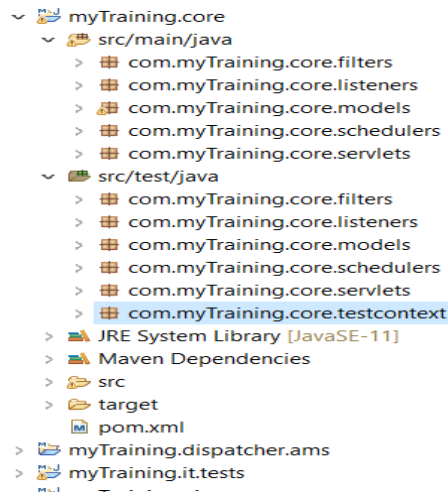 myTraining.core
src/main/java
com.myTraining.core.filters
com.myTraining.core.listeners
com.myTraining.core.models
com.myTraining.core.schedulers
com.myTraining.core.servlets
src/test/java
com.myTraining.core.filters
com.myTraining.core.listeners
com.myTraining.core.models
com.myTraining.core.schedulers
com.myTraining.core.servlets
com.myTraining.core.testcontext
JRE System Library [JavaSE-11]
Maven Dependencies
src
target
pom.xml
myTraining.dispatcher.ams
myTraining.it.tests